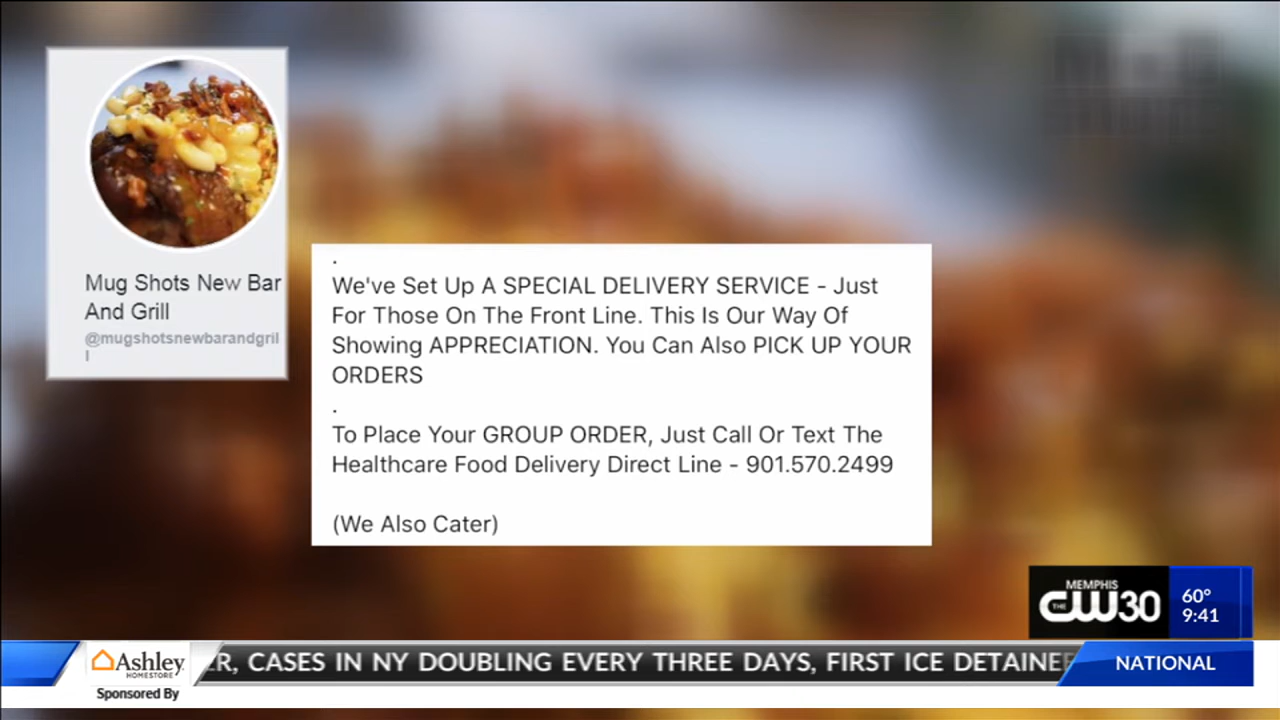 Mug Shots New Bar
And Grill
@mugshotsnewbarandgril
l
.
We've Set Up A SPECIAL DELIVERY SERVICE - Just
For Those On The Front Line. This Is Our Way Of
Showing APPRECIATION. You Can Also PICK UP YOUR
ORDERS
.
To Place Your GROUP ORDER, Just Call Or Text The
Healthcare Food Delivery Direct Line - 901.570.2499
(We Also Cater)
MEMPHIS
THE CW30
60°
9:41
Ashley
HOMESTORE
Sponsored By
ER, CASES IN NY DOUBLING EVERY THREE DAYS, FIRST ICE DETAINEE
NATIONAL